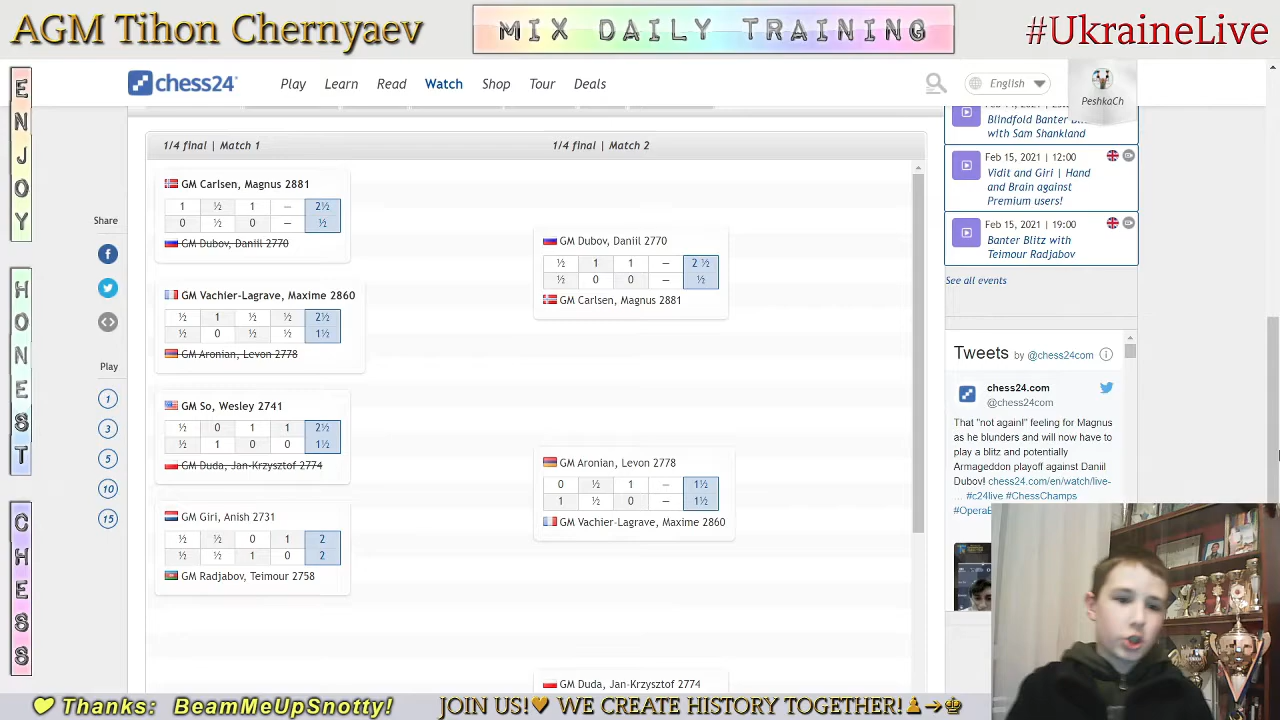 AGM Tihon Chernyaev
MIX DAILY TRAINING
#UkraineLive
ENJOY
HONEST
CHESS
chess24
Play Learn Read Watch Shop Tour Deals
English
PeshkaCh
Share
Play
1
3
5
10
15
1/4 final | Match 1
1/4 final | Match 2
GM Carlsen, Magnus 2881
1 ½ 1 – 2½
0 ½ 0 – ½
GM Dubov, Daniil 2770
GM Vachier-Lagrave, Maxime 2860
½ 1 ½ ½ 2½
½ 0 ½ ½ 1½
GM Aronian, Levon 2778
GM So, Wesley 2741
½ 0 1 1 2½
½ 1 0 0 1½
GM Duda, Jan-Krzysztof 2774
GM Giri, Anish 2731
½ ½ 0 1 2
½ ½ 1 0 2
GM Radjabov, Teimour 2758
GM Dubov, Daniil 2770
½ 1 1 – 2 ½
½ 0 0 – ½
GM Carlsen, Magnus 2881
GM Aronian, Levon 2778
0 ½ 1 – 1½
1 ½ 0 – 1½
GM Vachier-Lagrave, Maxime 2860
GM Duda, Jan-Krzysztof 2774
Blindfold Banter
with Sam Shankland
Feb 15, 2021 | 12:00
Vidit and Giri | Hand
and Brain against
Premium users!
Feb 15, 2021 | 19:00
Banter Blitz with
Teimour Radjabov
See all events
Tweets by @chess24com
chess24.com
@chess24com
That "not again!" feeling for Magnus
as he blunders and will now have to
play a blitz and potentially
Armageddon playoff against Daniil
Dubov! chess24.com/en/watch/live-
… #c24live #ChessChamps
Thanks: BeamMeUpSnotty!
JOIN US!♥ WE CREATE HISTORY TOGETHER!♟→♔